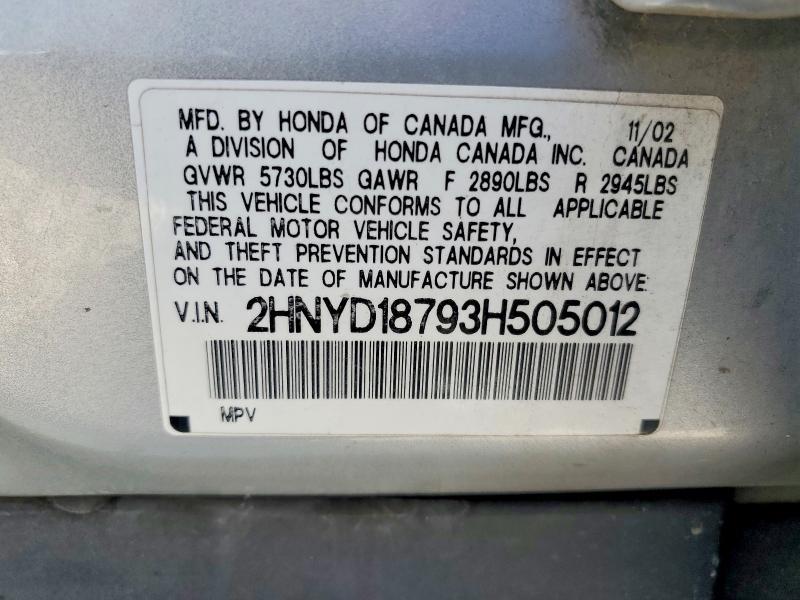 MFD. BY HONDA OF CANADA MFG., 11/02
A DIVISION OF HONDA CANADA INC. CANADA
GVWR 5730LBS GAWR F 2890LBS R 2945LBS
THIS VEHICLE CONFORMS TO ALL APPLICABLE
FEDERAL MOTOR VEHICLE SAFETY,
AND THEFT PREVENTION STANDARDS IN EFFECT
ON THE DATE OF MANUFACTURE SHOWN ABOVE:
V.I.N. 2HNYD18793H505012
MPV